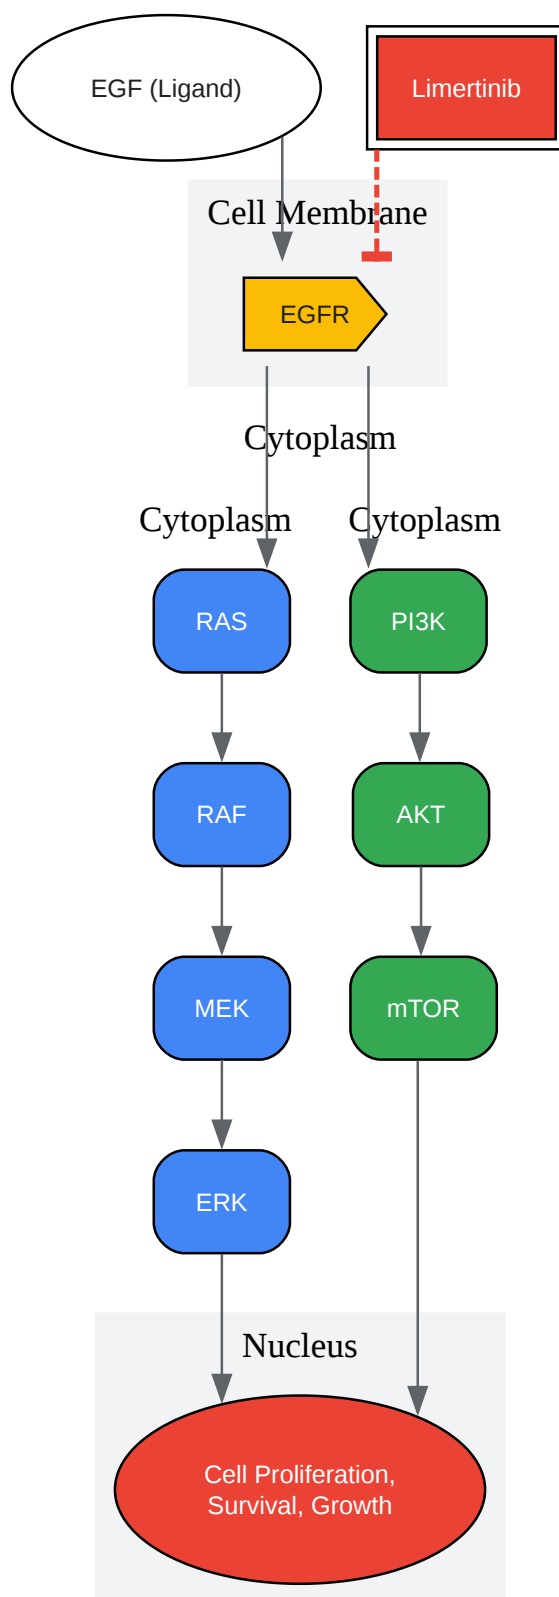 EGF (Ligand)
Limertinib
Cell Membrane
EGFR
Cytoplasm
Cytoplasm
Cytoplasm
RAS
PI3K
RAF
AKT
MEK
mTOR
ERK
Nucleus
Cell Proliferation,
Survival, Growth